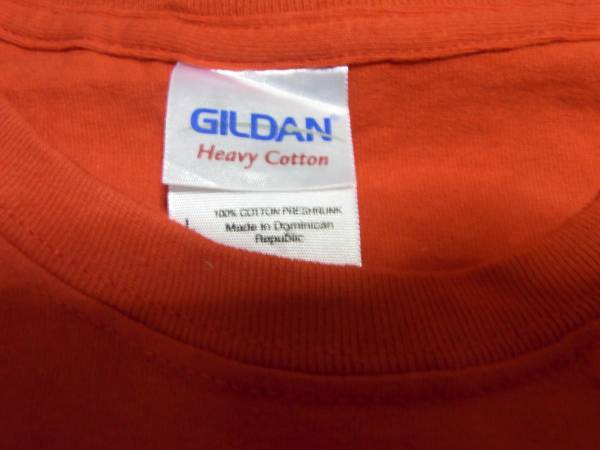 GILDAN
Heavy Cotton
100% COTTON PRESHRUNK
Made in Dominican
Republic